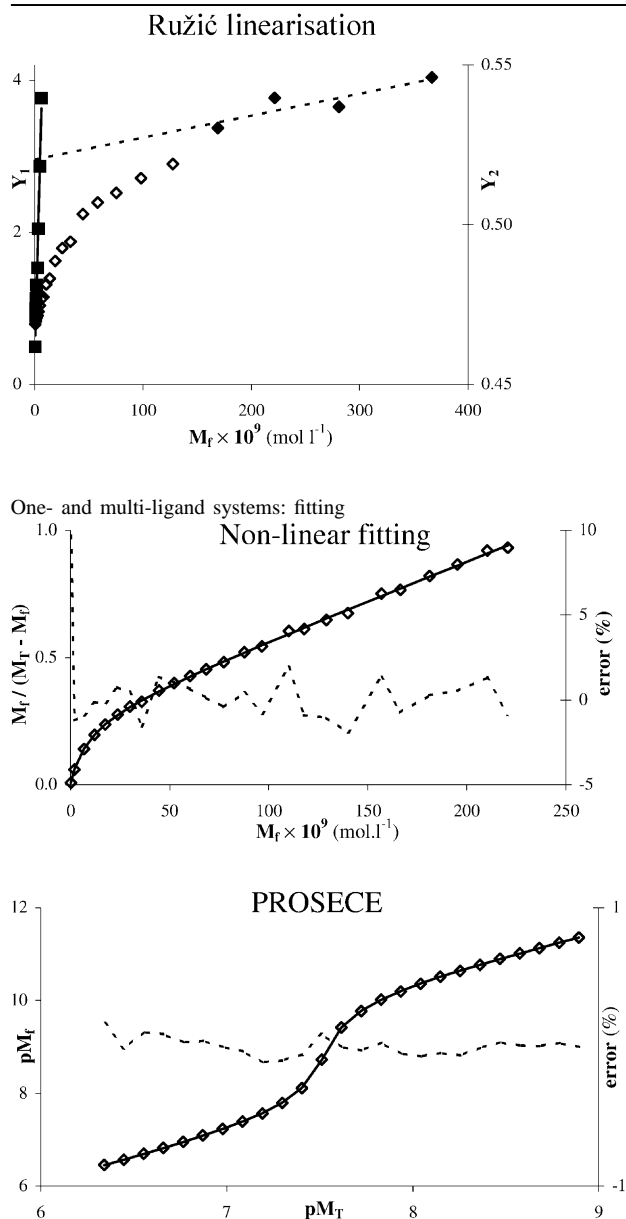 Ružić linearisation
4
2
0
Y1
0.55
0.50
0.45
Y2
0 100 200 300 400
Mf × 10^9 (mol l^-1)
One- and multi-ligand systems: fitting
Non-linear fitting
1.0
0.5
0.0
Mf / (MT - Mf)
10
5
0
-5
error (%)
0 50 100 150 200 250
Mf × 10^9 (mol.l^-1)
PROSECE
12
10
8
6
pMf
1
-1
error (%)
6 7 8 9
pMT